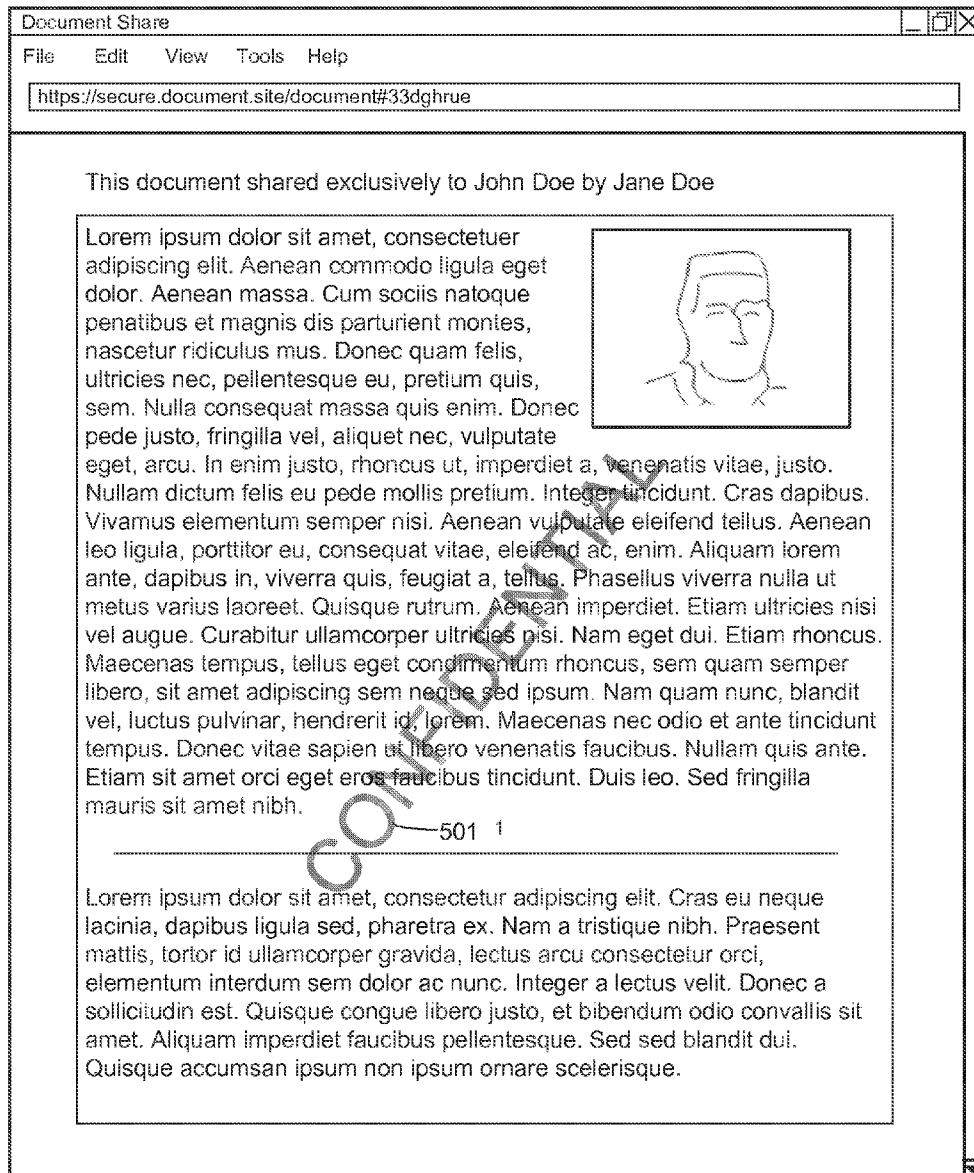 Document Share
File Edit View Tools Help
https://secure.document.site/document#33dghrue
This document shared exclusively to John Doe by Jane Doe
Lorem ipsum dolor sit amet, consectetuer
adipiscing elit. Aenean commodo ligula eget
dolor. Aenean massa. Cum sociis natoque
penatibus et magnis dis parturient montes,
nascetur ridiculus mus. Donec quam felis,
ultricies nec, pellentesque eu, pretium quis,
sem. Nulla consequat massa quis enim. Donec
pede justo, fringilla vel, aliquet nec, vulputate
eget, arcu. In enim justo, rhoncus ut, imperdiet a, venenatis vitae, justo.
Nullam dictum felis eu pede mollis pretium. Integer tincidunt. Cras dapibus.
Vivamus elementum semper nisi. Aenean vulputate eleifend tellus. Aenean
leo ligula, porttitor eu, consequat vitae, eleifend ac, enim. Aliquam lorem
ante, dapibus in, viverra quis, feugiat a, tellus. Phasellus viverra nulla ut
metus varius laoreet. Quisque rutrum. Aenean imperdiet. Etiam ultricies nisi
vel augue. Curabitur ullamcorper ultricies nisi. Nam eget dui. Etiam rhoncus.
Maecenas tempus, tellus eget condimentum rhoncus, sem quam semper
libero, sit amet adipiscing sem neque sed ipsum. Nam quam nunc, blandit
vel, luctus pulvinar, hendrerit id, lorem. Maecenas nec odio et ante tincidunt
tempus. Donec vitae sapien ut libero venenatis faucibus. Nullam quis ante.
Etiam sit amet orci eget eros faucibus tincidunt. Duis leo. Sed fringilla
mauris sit amet nibh.
CONFIDENTIAL
501 1
Lorem ipsum dolor sit amet, consectetur adipiscing elit. Cras eu neque
lacinia, dapibus ligula sed, pharetra ex. Nam a tristique nibh. Praesent
mattis, tortor id ullamcorper gravida, lectus arcu consectetur orci,
elementum interdum sem dolor ac nunc. Integer a lectus velit. Donec a
sollicitudin est. Quisque congue libero justo, et bibendum odio convallis sit
amet. Aliquam imperdiet faucibus pellentesque. Sed sed blandit dui.
Quisque accumsan ipsum non ipsum ornare scelerisque.